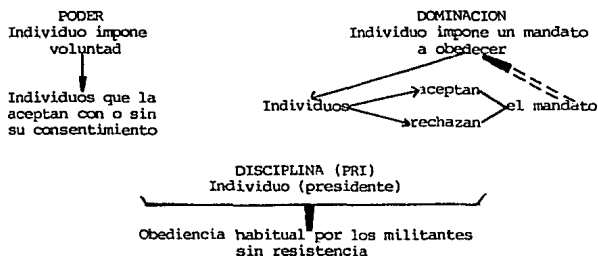 PODER
Individuo impone
voluntad
Individuos que la
aceptan con o sin
su consentimiento
DOMINACION
Individuo impone un mandato
a obedecer
Individuos
aceptan
rechazan
el mandato
DISCIPLINA (PRI)
Individuo (presidente)
Obediencia habitual por los militantes
sin resistencia